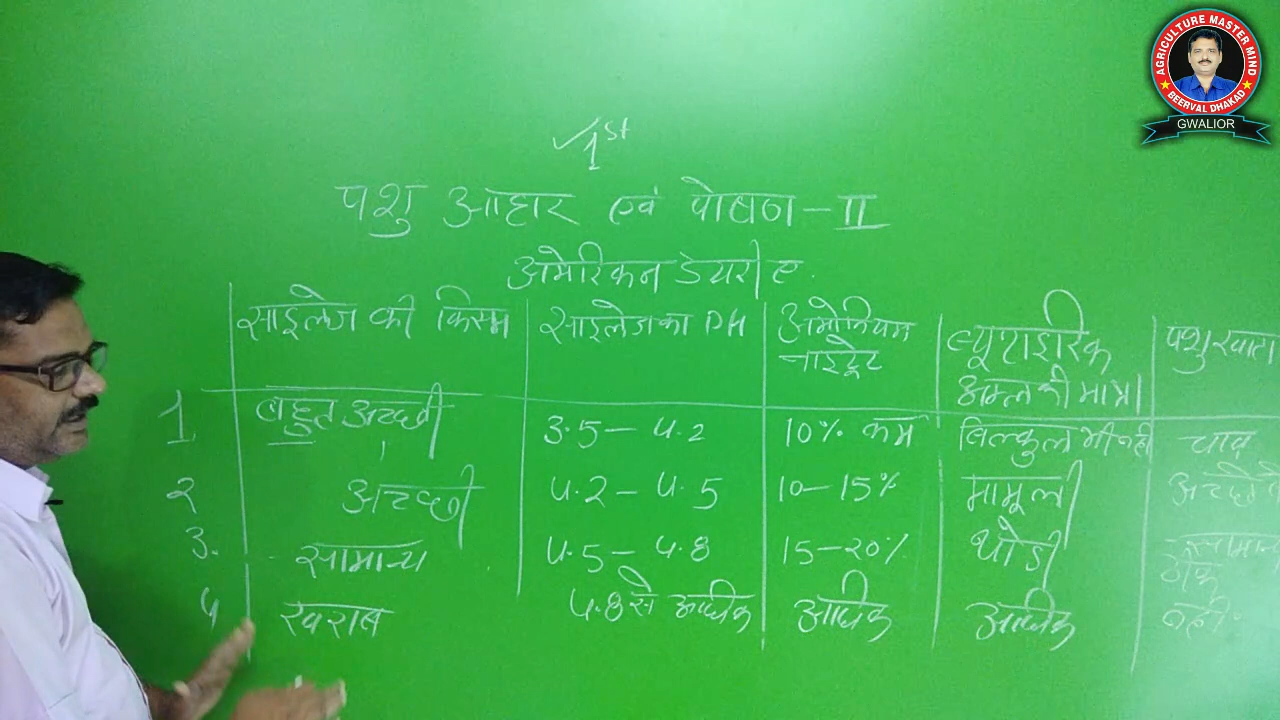 AGRICULTURE MASTER MIND
BEERVAL DHAKAD
GWALIOR
1st
पशु आहार एवं पोषण-II
अमेरिकन डेयरी
साइलेज की किस्म साइलेज का PH अमोनियम नाइट्रेट ब्यूटाइरिक अम्ल की मात्रा पशु खाता
1 बहुत अच्छी 3.5-4.2 10% कम बिल्कुल भी नही चाव
2 अच्छी 4.2-4.5 10-15% मामूली
3. सामान्य 4.5-4.8 15-20% थोडी
4 खराब 4.8 से अधिक अधिक अधिक